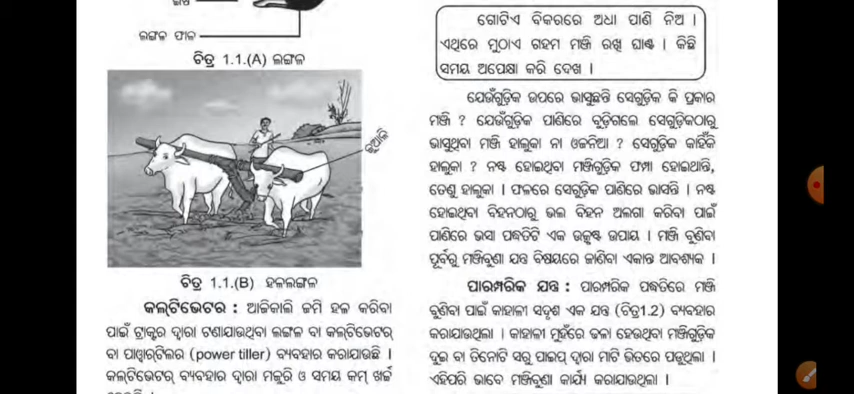 ଲଙ୍ଗଳ ଫାଳ
ଚିତ୍ର 1.1.(A) ଲଙ୍ଗଳ
ଜୁଆଳି
ଚିତ୍ର 1.1.(B) ହଳଲଙ୍ଗଳ
କଲ୍‌ଟିଭେଟର : ଆଜିକାଲି ଜମି ହଳ କରିବା
ପାଇଁ ଟ୍ରାକ୍ଟର ଦ୍ୱାରା ଟଣାଯାଉଥିବା ଲଙ୍ଗଳ ବା କଲ୍‌ଟିଭେଟର୍
ବା ପାୱାର୍‌ଟିଲର (power tiller) ବ୍ୟବହାର କରାଯାଉଛି ।
କଲ୍‌ଟିଭେଟର୍ ବ୍ୟବହାର ଦ୍ୱାରା ମଜୁରି ଓ ସମୟ କମ୍ ଖର୍ଚ୍ଚ
ଗୋଟିଏ ବିକରରେ ଅଧା ପାଣି ନିଅ ।
ଏଥିରେ ମୁଠାଏ ଗହମ ମଞ୍ଜି ରଖି ଘାଣ୍ଟ । କିଛି
ସମୟ ଅପେକ୍ଷା କରି ଦେଖ ।
ଯେଉଁଗୁଡ଼ିକ ଉପରେ ଭାସୁଛନ୍ତି ସେଗୁଡ଼ିକ କି ପ୍ରକାର
ମଞ୍ଜି ? ଯେଉଁଗୁଡ଼ିକ ପାଣିରେ ବୁଡ଼ିଗଲେ ସେଗୁଡ଼ିକଠାରୁ
ଭାସୁଥିବା ମଞ୍ଜି ହାଲୁକା ନା ଓଜନିଆ ? ସେଗୁଡ଼ିକ କାହିଁକି
ହାଲୁକା ? ନଷ୍ଟ ହୋଇଥିବା ମଞ୍ଜିଗୁଡ଼ିକ ଫମ୍ପା ହୋଇଥାନ୍ତି,
ତେଣୁ ହାଲୁକା । ଫଳରେ ସେଗୁଡ଼ିକ ପାଣିରେ ଭାସନ୍ତି । ନଷ୍ଟ
ହୋଇଥିବା ବିହନଠାରୁ ଭଲ ବିହନ ଅଲଗା କରିବା ପାଇଁ
ପାଣିରେ ଭସା ପଦ୍ଧତିଟି ଏକ ଉତ୍କୃଷ୍ଟ ଉପାୟ । ମଞ୍ଜି ବୁଣିବା
ପୂର୍ବରୁ ମଞ୍ଜିବୁଣା ଯନ୍ତ୍ର ବିଷୟରେ ଜାଣିବା ଏକାନ୍ତ ଆବଶ୍ୟକ ।
ପାରମ୍ପରିକ ଯନ୍ତ୍ର : ପାରମ୍ପରିକ ପଦ୍ଧତିରେ ମଞ୍ଜି
ବୁଣିବା ପାଇଁ କାହାଳୀ ସଦୃଶ ଏକ ଯନ୍ତ୍ର (ଚିତ୍ର1.2) ବ୍ୟବହାର
କରାଯାଉଥିଲା । କାହାଳୀ ମୁହଁରେ ଢଳା ହେଉଥିବା ମଞ୍ଜିଗୁଡ଼ିକ
ଦୁଇ ବା ତିନୋଟି ସରୁ ପାଇପ୍ ଦ୍ୱାରା ମାଟି ଭିତରେ ପଡୁଥିଲା ।
ଏହିପରି ଭାବେ ମଞ୍ଜିବୁଣା କାର୍ଯ୍ୟ କରାଯାଉଥିଲା ।